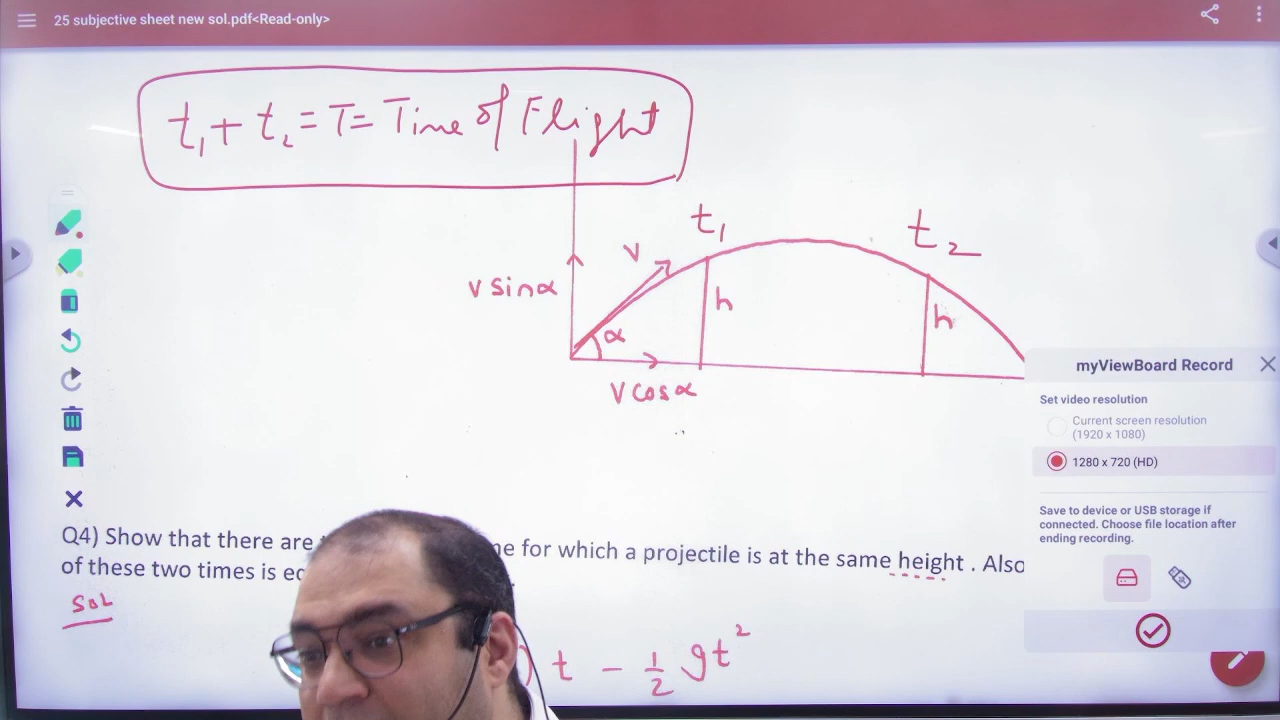 25 subjective sheet new sol.pdf<Read-only>
t₁ + t₂ = T = Time of Flight
t₁
t₂
v
v sinα
h
h
α
v cosα
myViewBoard Record
Set video resolution
Current screen resolution
(1920 x 1080)
1280 x 720 (HD)
Save to device or USB storage if
connected. Choose file location after
ending recording.
Q4) Show that there are for which a projectile is at the same height . Also
of these two times is
Sol
) t - 1/2 gt²